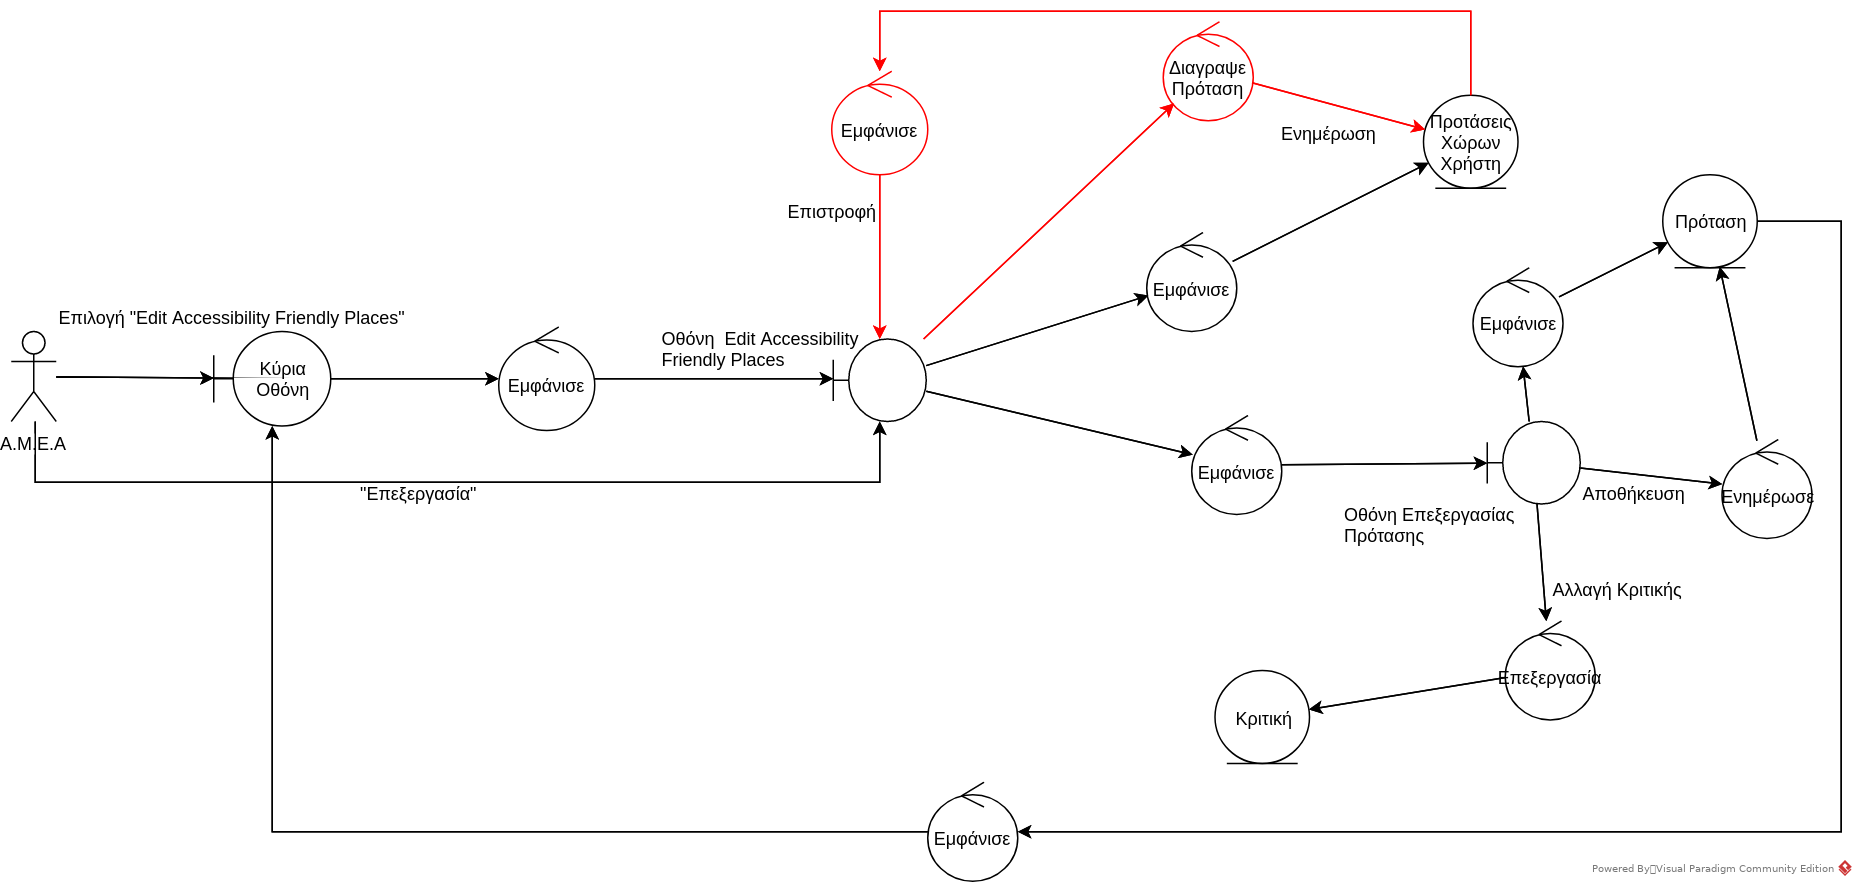 Διαγραψε
Πρόταση
Εμφάνισε
Προτάσεις
Χώρων
Χρήστη
Ενημέρωση
Επιστροφή
Πρόταση
Εμφάνισε
Επιλογή "Edit Accessibility Friendly Places"
Εμφάνισε
Οθόνη Edit Accessibility
Friendly Places
Κύρια
Οθόνη
Εμφάνισε
Α.Μ.Ε.Α
"Επεξεργασία"
Εμφάνισε
Αποθήκευση
Ενημέρωσε
Οθόνη Επεξεργασίας
Πρότασης
Αλλαγή Κριτικής
Επεξεργασία
Κριτική
Εμφάνισε
Powered By Visual Paradigm Community Edition